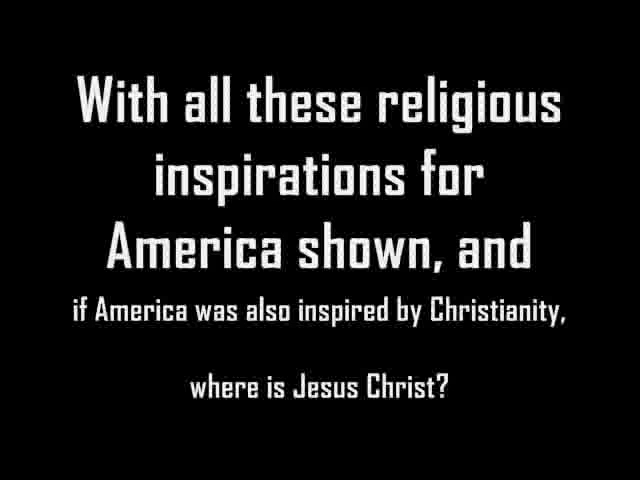 With all these religious
inspirations for
America shown, and
if America was also inspired by Christianity,
where is Jesus Christ?